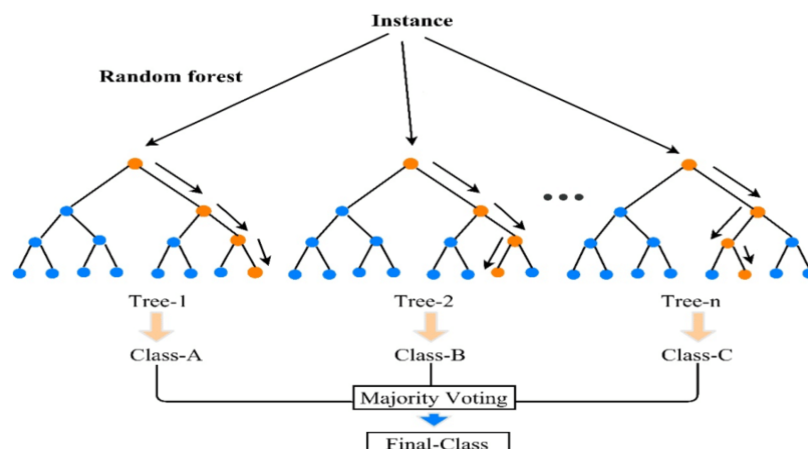 Instance
Random forest
Tree-1 Tree-2 Tree-n
Class-A Class-B Class-C
Majority Voting
Final-Class